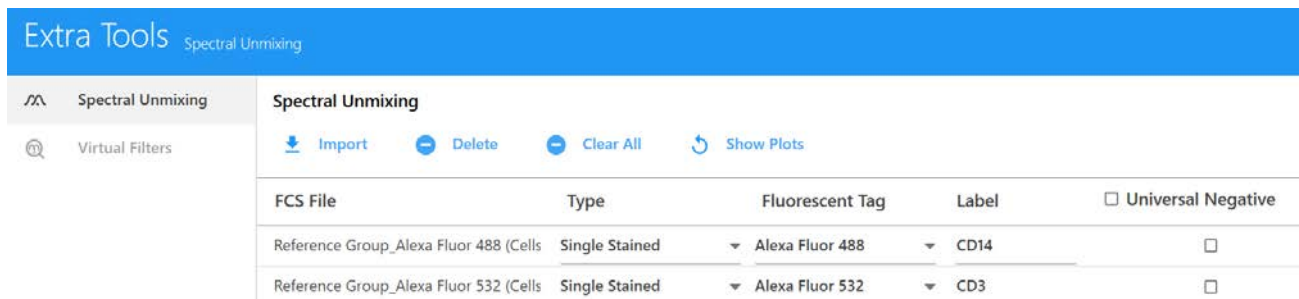 Extra Tools Spectral Unmixing
Spectral Unmixing
Virtual Filters
Spectral Unmixing
Import Delete Clear All Show Plots
FCS File Type Fluorescent Tag Label Universal Negative
Reference Group_Alexa Fluor 488 (Cells Single Stained Alexa Fluor 488 CD14
Reference Group_Alexa Fluor 532 (Cells Single Stained Alexa Fluor 532 CD3